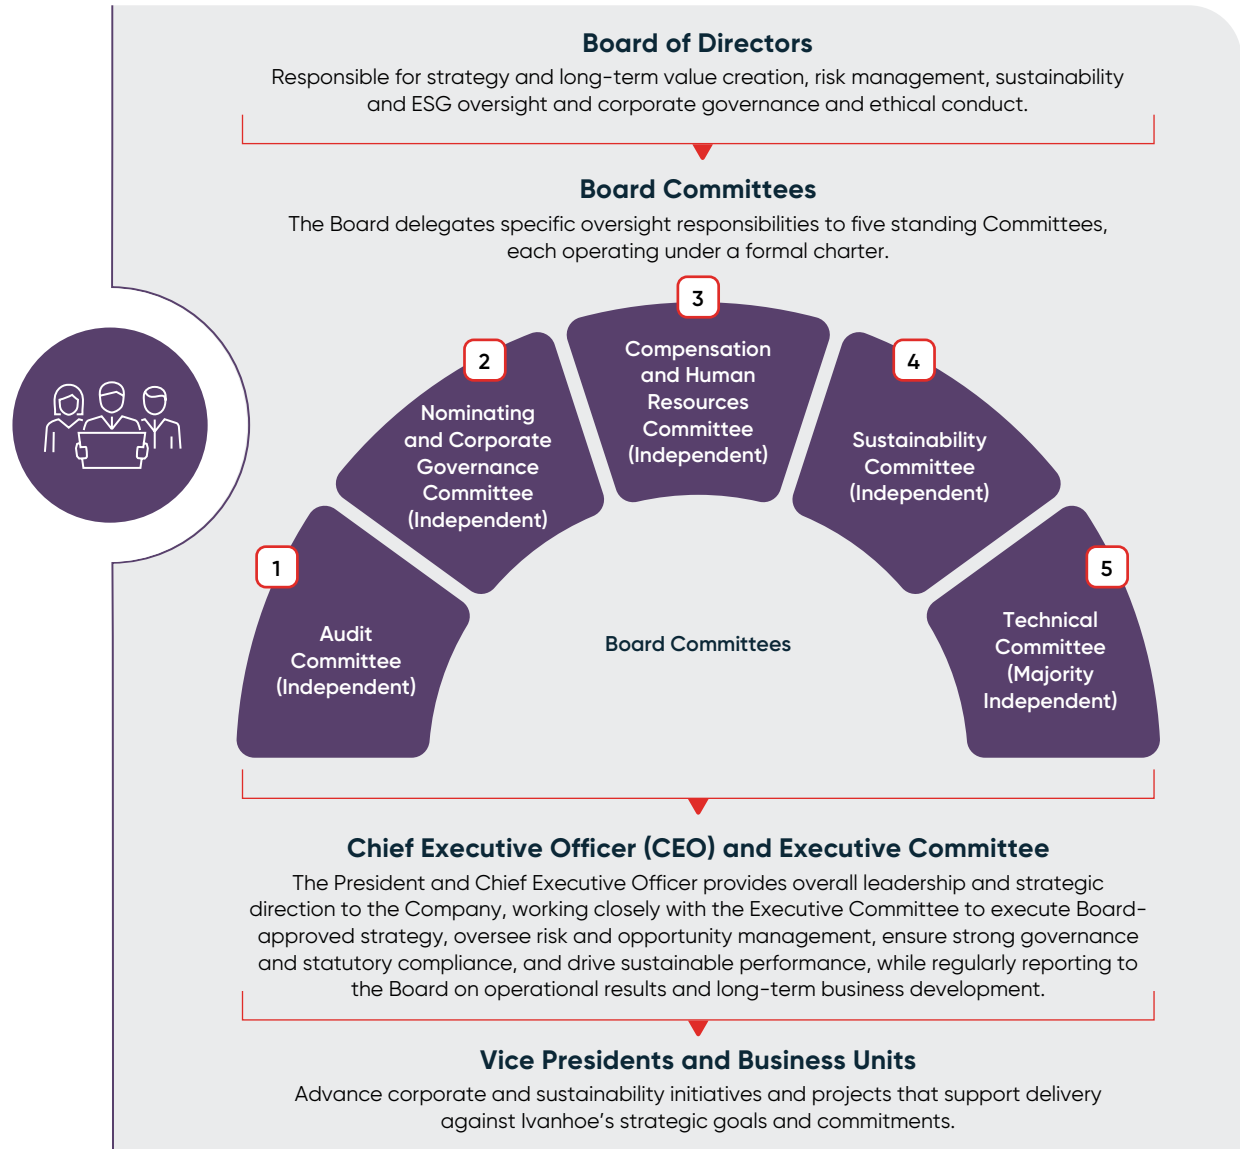 Board of Directors
Responsible for strategy and long-term value creation, risk management, sustainability
and ESG oversight and corporate governance and ethical conduct.
Board Committees
The Board delegates specific oversight responsibilities to five standing Committees,
each operating under a formal charter.
1
Audit
Committee
(Independent)
2
Nominating
and Corporate
Governance
Committee
(Independent)
3
Compensation
and Human
Resources
Committee
(Independent)
4
Sustainability
Committee
(Independent)
5
Technical
Committee
(Majority
Independent)
Board Committees
Chief Executive Officer (CEO) and Executive Committee
The President and Chief Executive Officer provides overall leadership and strategic
direction to the Company, working closely with the Executive Committee to execute Board-
approved strategy, oversee risk and opportunity management, ensure strong governance
and statutory compliance, and drive sustainable performance, while regularly reporting to
the Board on operational results and long-term business development.
Vice Presidents and Business Units
Advance corporate and sustainability initiatives and projects that support delivery
against Ivanhoe's strategic goals and commitments.